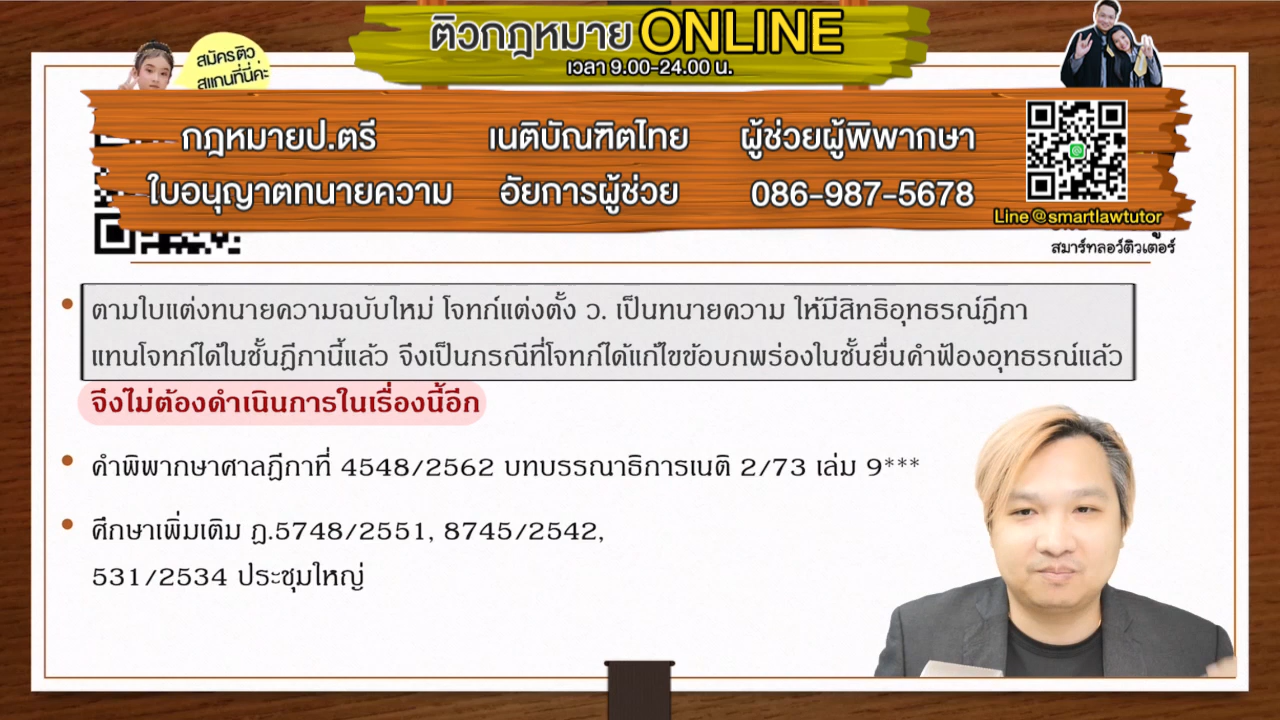 ติวกฎหมาย ONLINE
เวลา 9.00-24.00 น.
สมัครติว
สแกนที่นี่ค่ะ
กฎหมายป.ตรี เนติบัณฑิตไทย ผู้ช่วยผู้พิพากษา
ใบอนุญาตทนายความ อัยการผู้ช่วย 086-987-5678
Line @smartlawtutor
สมาร์ทลอว์ติวเตอร์
• ตามใบแต่งทนายความฉบับใหม่ โจทก์แต่งตั้ง ว. เป็นทนายความ ให้มีสิทธิอุทธรณ์ฎีกา
แทนโจทก์ได้ในชั้นฎีกานี้แล้ว จึงเป็นกรณีที่โจทก์ได้แก้ไขข้อบกพร่องในชั้นยื่นคำฟ้องอุทธรณ์แล้ว
จึงไม่ต้องดำเนินการในเรื่องนี้อีก
• คำพิพากษาศาลฎีกาที่ 4548/2562 บทบรรณาธิการเนติ 2/73 เล่ม 9***
• ศึกษาเพิ่มเติม ฎ.5748/2551, 8745/2542,
531/2534 ประชุมใหญ่